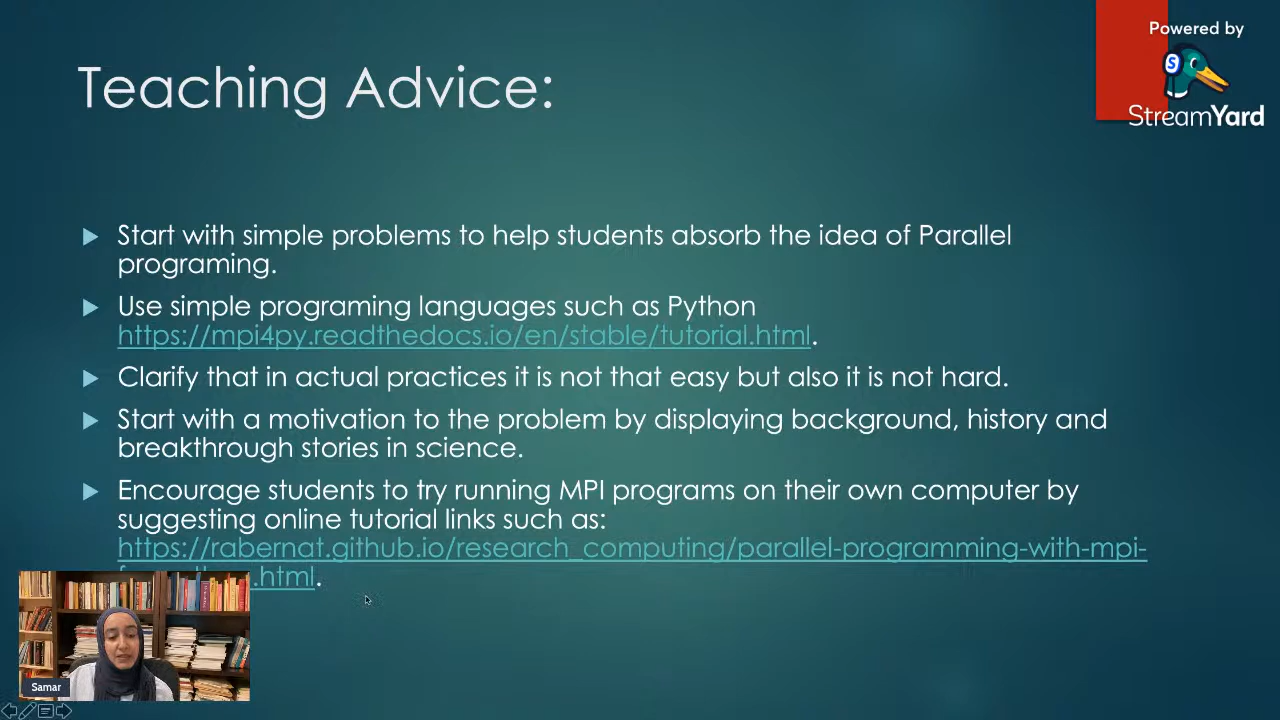 Powered by
StreamYard
Teaching Advice:
Start with simple problems to help students absorb the idea of Parallel
programing.
Use simple programing languages such as Python
https://mpi4py.readthedocs.io/en/stable/tutorial.html.
Clarify that in actual practices it is not that easy but also it is not hard.
Start with a motivation to the problem by displaying background, history and
breakthrough stories in science.
Encourage students to try running MPI programs on their own computer by
suggesting online tutorial links such as:
https://rabernat.github.io/research_computing/parallel-programming-with-mpi-
.html.
Samar